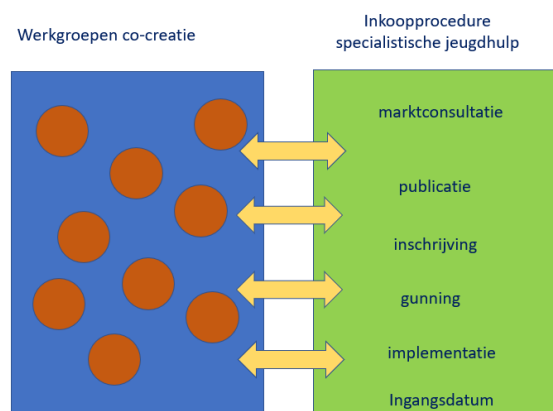 Werkgroepen co-creatie
Inkoopprocedure
specialistische jeugdhulp
marktconsultatie
publicatie
inschrijving
gunning
implementatie
Ingangsdatum